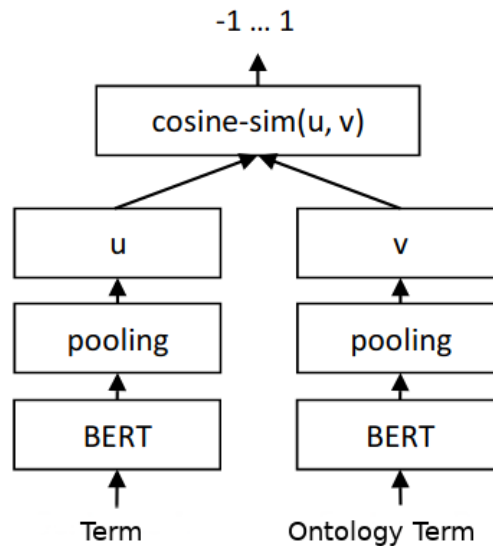 -1 ... 1
cosine-sim(u, v)
u
v
pooling
pooling
BERT
BERT
Term
Ontology Term